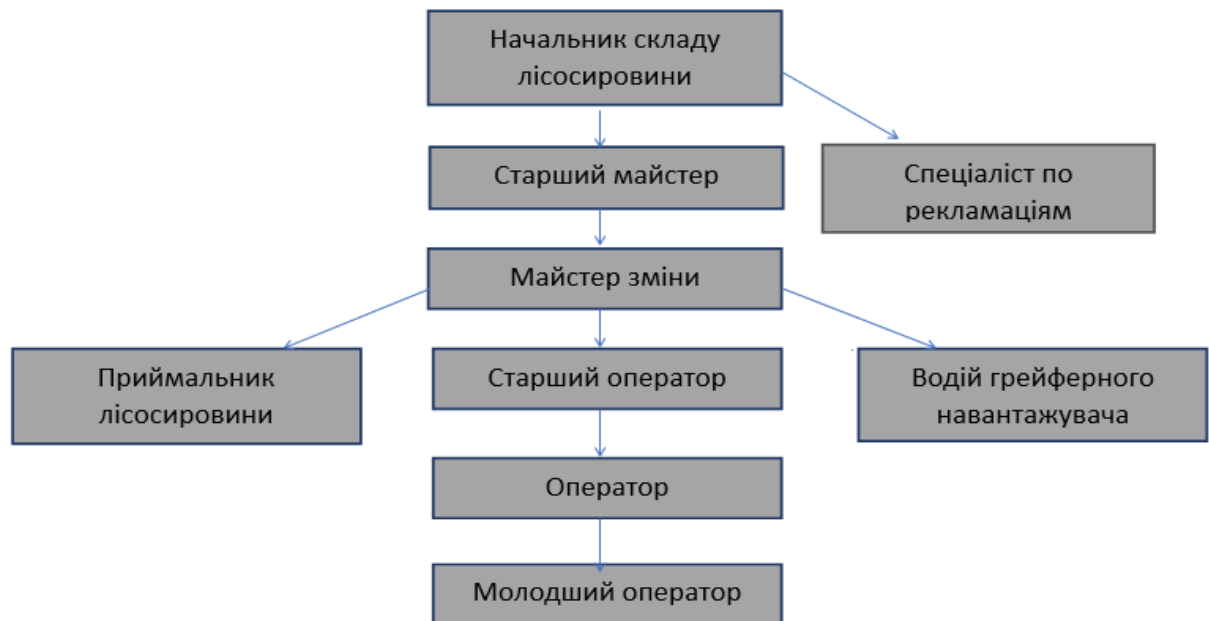 Начальник складу
лісосировини
Старший майстер
Спеціаліст по
рекламаціям
Майстер зміни
Приймальник
лісосировини
Старший оператор
Водій грейферного
навантажувача
Оператор
Молодший оператор